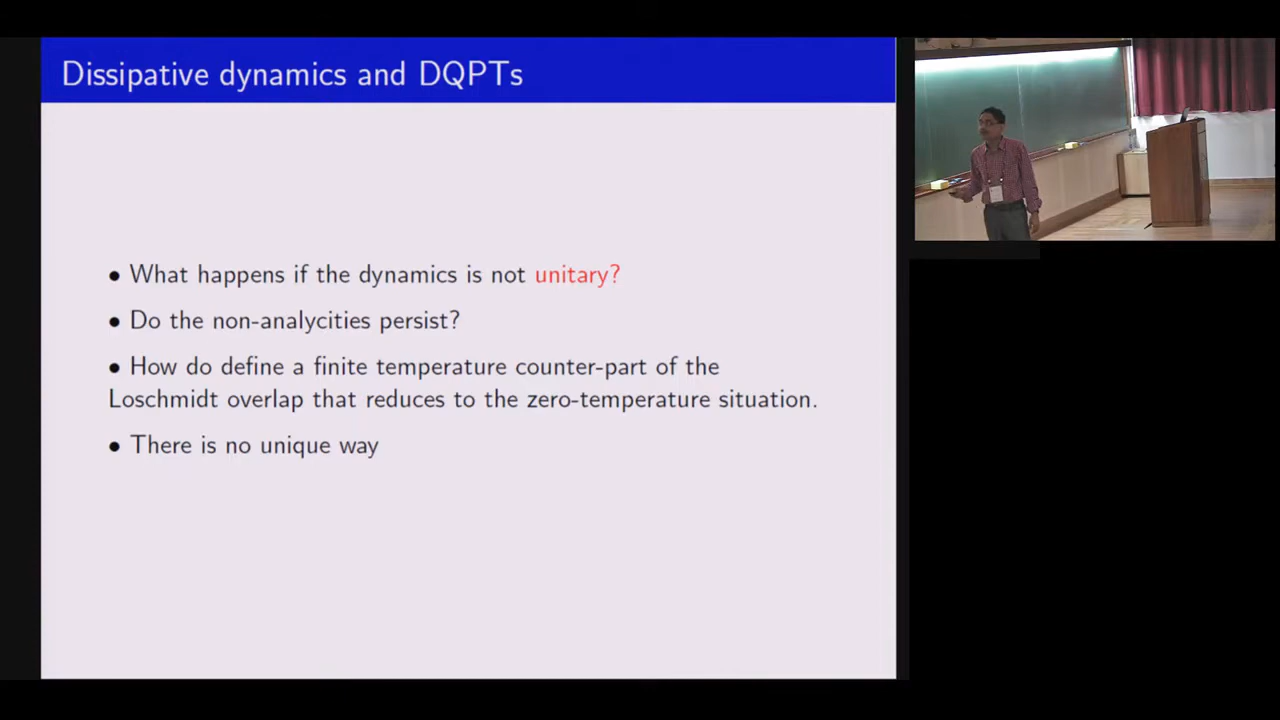 Dissipative dynamics and DQPTs
• What happens if the dynamics is not unitary?
• Do the non-analycities persist?
• How do define a finite temperature counter-part of the
Loschmidt overlap that reduces to the zero-temperature situation.
• There is no unique way